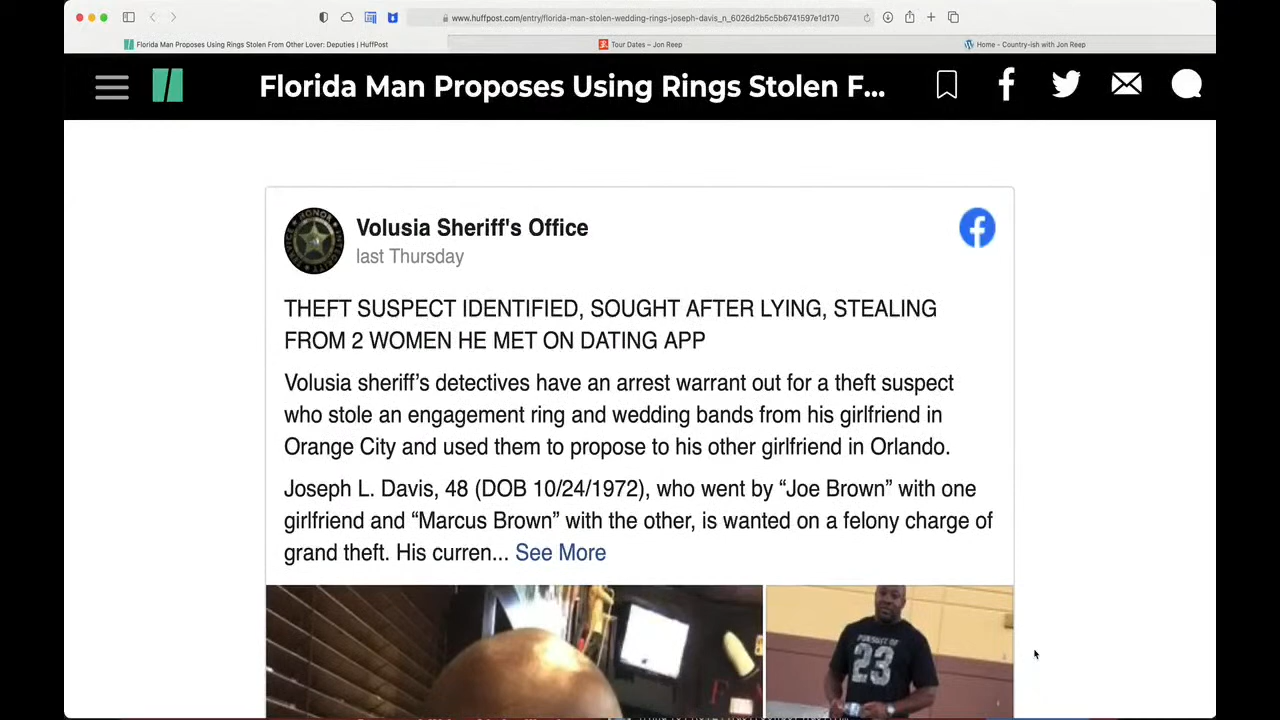 www.huffpost.com/entry/florida-man-stolen-wedding-rings-joseph-davis_n_6026d2b5c5b6741597e1d170
Florida Man Proposes Using Rings Stolen From Other Lover: Deputies | HuffPost
Tour Dates – Jon Reep
Home - Country-ish with Jon Reep
Florida Man Proposes Using Rings Stolen F...
Volusia Sheriff's Office
last Thursday
THEFT SUSPECT IDENTIFIED, SOUGHT AFTER LYING, STEALING
FROM 2 WOMEN HE MET ON DATING APP
Volusia sheriff’s detectives have an arrest warrant out for a theft suspect
who stole an engagement ring and wedding bands from his girlfriend in
Orange City and used them to propose to his other girlfriend in Orlando.
Joseph L. Davis, 48 (DOB 10/24/1972), who went by “Joe Brown” with one
girlfriend and “Marcus Brown” with the other, is wanted on a felony charge of
grand theft. His curren... See More
PURSUIT OF
23